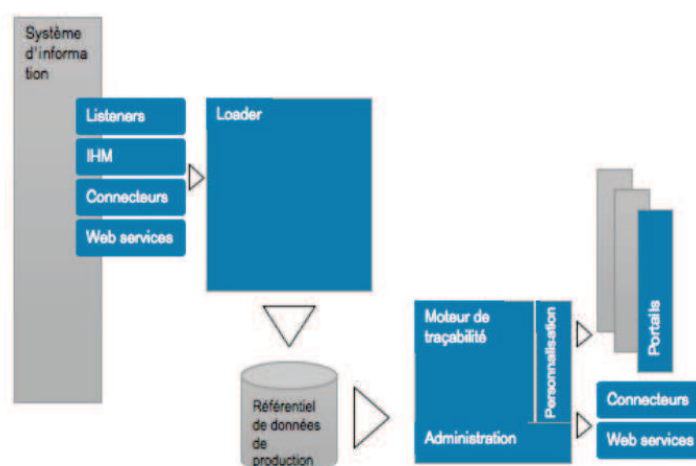 Système
d'informa
tion
Listeners
IHM
Connecteurs
Web services
Loader
Référentiel
de données
de
production
Moteur de
traçabilité
Personnalisation
Administration
Portails
Connecteurs
Web services